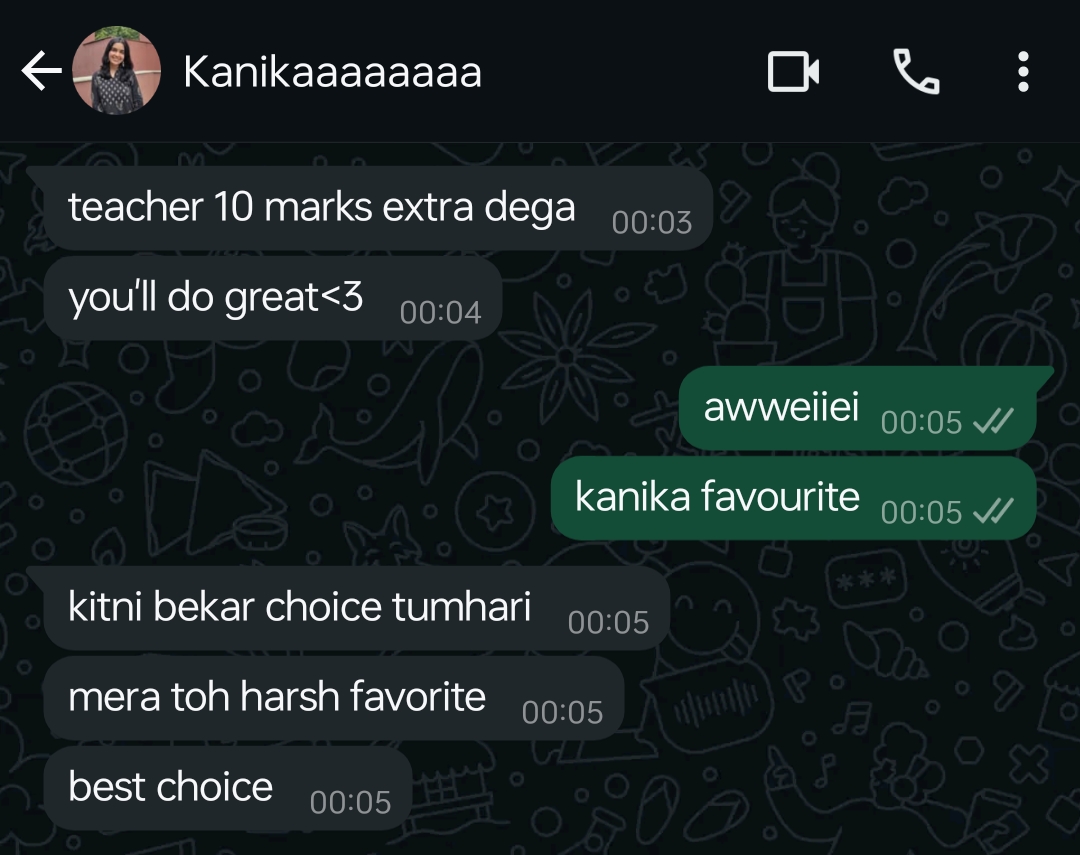 Kanikaaaaaaaa
teacher 10 marks extra dega 00:03
you'll do great<3 00:04
awweiiei 00:05
kanika favourite 00:05
kitni bekar choice tumhari 00:05
mera toh harsh favorite 00:05
best choice 00:05